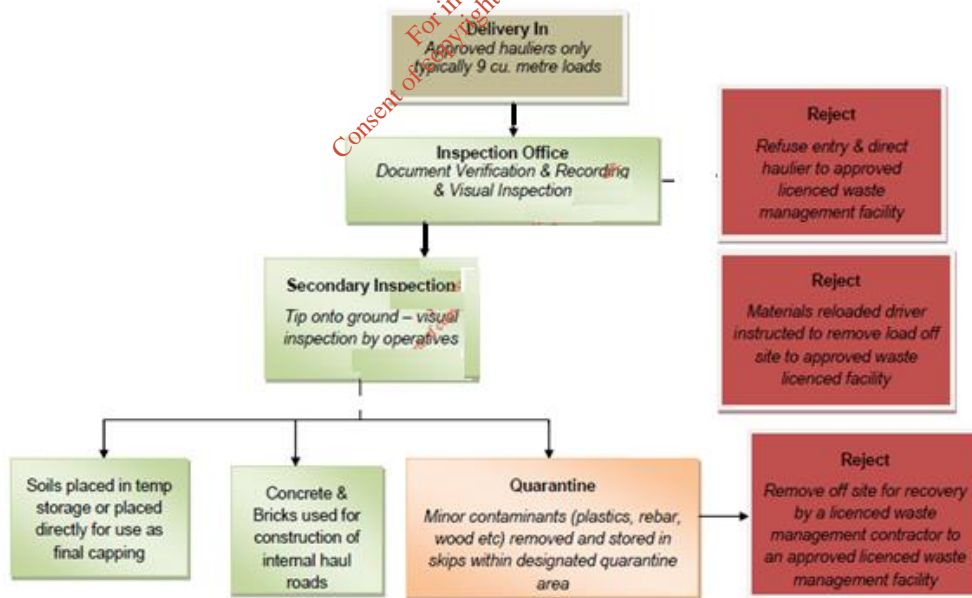 For in
Consent of copyright
Delivery In
Approved hauliers only
typically 9 cu. metre loads
Inspection Office
Document Verification & Recording
& Visual Inspection
Reject
Refuse entry & direct
haulier to approved
licenced waste
management facility
Secondary Inspection
Tip onto ground – visual
inspection by operatives
Reject
Materials reloaded driver
instructed to remove load off
site to approved waste
licenced facility
Soils placed in temp
storage or placed
directly for use as
final capping
Concrete &
Bricks used for
construction of
internal haul
roads
Quarantine
Minor contaminants (plastics, rebar,
wood etc) removed and stored in
skips within designated quarantine
area
Reject
Remove off site for recovery
by a licenced waste
management contractor to
an approved licenced waste
management facility